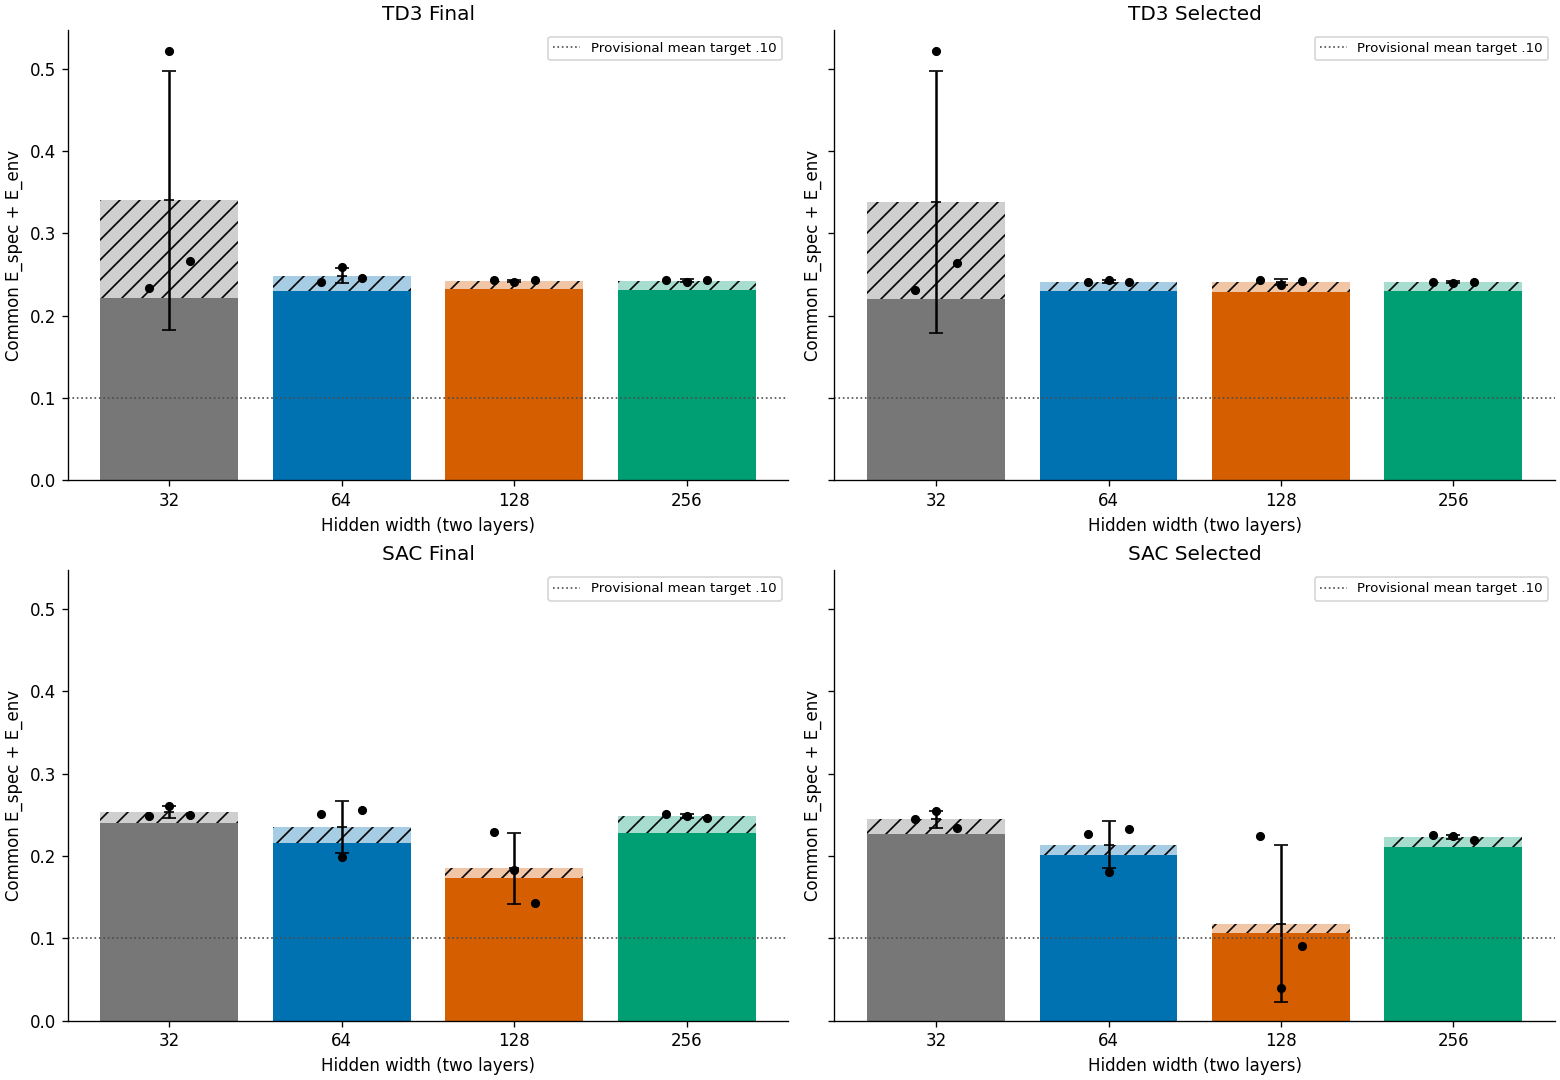 TD3 Final
Provisional mean target .10
Common E_spec + E_env
0.5
0.4
0.3
0.2
0.1
0.0
32 64 128 256
Hidden width (two layers)
TD3 Selected
Provisional mean target .10
Common E_spec + E_env
32 64 128 256
Hidden width (two layers)
SAC Final
Provisional mean target .10
Common E_spec + E_env
0.5
0.4
0.3
0.2
0.1
0.0
32 64 128 256
Hidden width (two layers)
SAC Selected
Provisional mean target .10
Common E_spec + E_env
32 64 128 256
Hidden width (two layers)